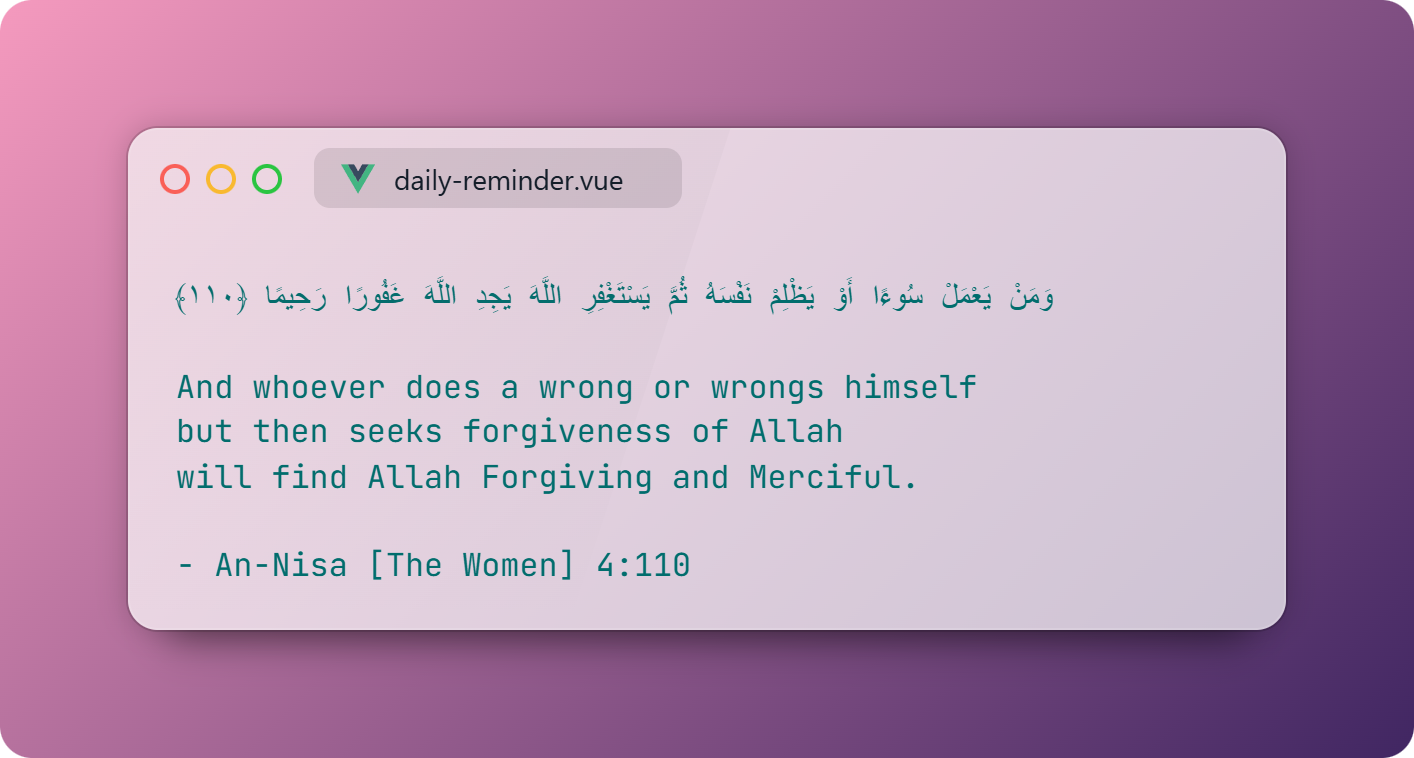 daily-reminder.vue
وَمَنْ يَعْمَلْ سُوءًا أَوْ يَظْلِمْ نَفْسَهُ ثُمَّ يَسْتَغْفِرِ اللَّهَ يَجِدِ اللَّهَ غَفُورًا رَحِيمًا ﴿١١٠﴾
And whoever does a wrong or wrongs himself
but then seeks forgiveness of Allah
will find Allah Forgiving and Merciful.
- An-Nisa [The Women] 4:110